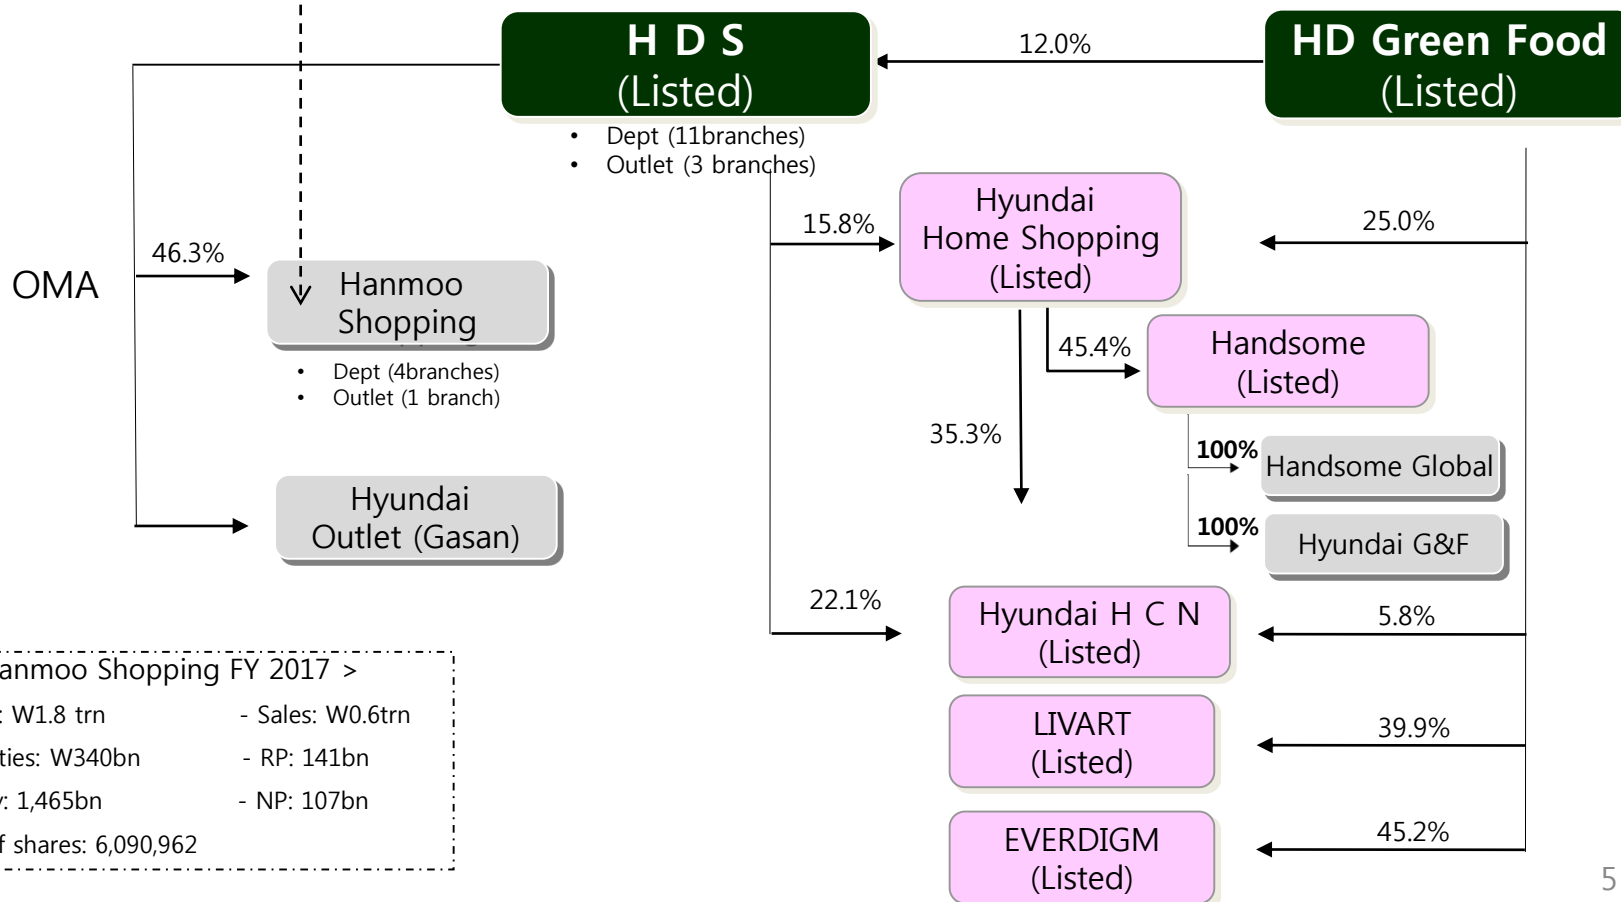 H D S
(Listed)
12.0%
HD Green Food
(Listed)
• Dept (11branches)
• Outlet (3 branches)
15.8%
Hyundai
Home Shopping
(Listed)
25.0%
46.3%
OMA
Hanmoo
Shopping
• Dept (4branches)
• Outlet (1 branch)
45.4%
Handsome
(Listed)
35.3%
100%
Handsome Global
100%
Hyundai G&F
Hyundai
Outlet (Gasan)
22.1%
Hyundai H C N
(Listed)
5.8%
LIVART
(Listed)
39.9%
EVERDIGM
(Listed)
45.2%
anmoo Shopping FY 2017 >
: W1.8 trn - Sales: W0.6trn
ties: W340bn - RP: 141bn
: 1,465bn - NP: 107bn
f shares: 6,090,962
5